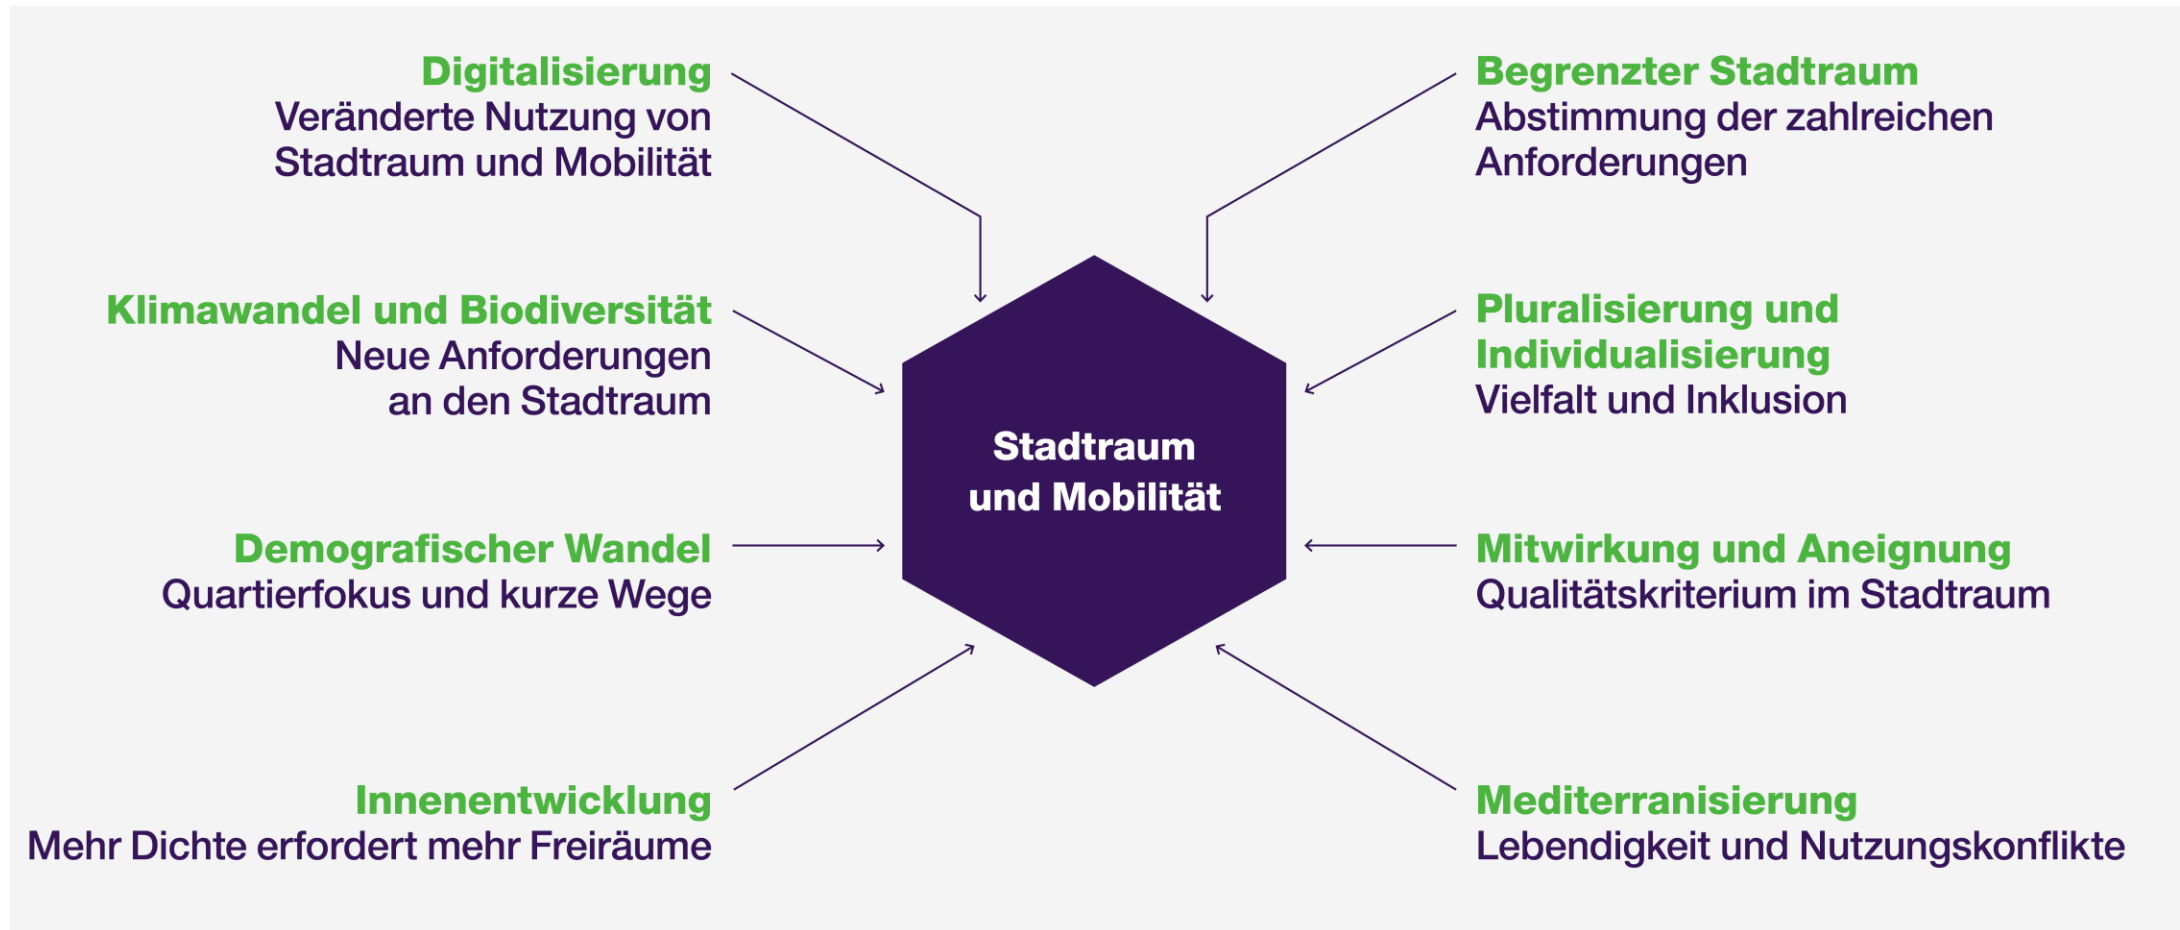 Digitalisierung
Veränderte Nutzung von
Stadtraum und Mobilität
Klimawandel und Biodiversität
Neue Anforderungen
an den Stadtraum
Demografischer Wandel
Quartierfokus und kurze Wege
Innenentwicklung
Mehr Dichte erfordert mehr Freiräume
Stadtraum
und Mobilität
Begrenzter Stadtraum
Abstimmung der zahlreichen
Anforderungen
Pluralisierung und
Individualisierung
Vielfalt und Inklusion
Mitwirkung und Aneignung
Qualitätskriterium im Stadtraum
Mediterranisierung
Lebendigkeit und Nutzungskonflikte